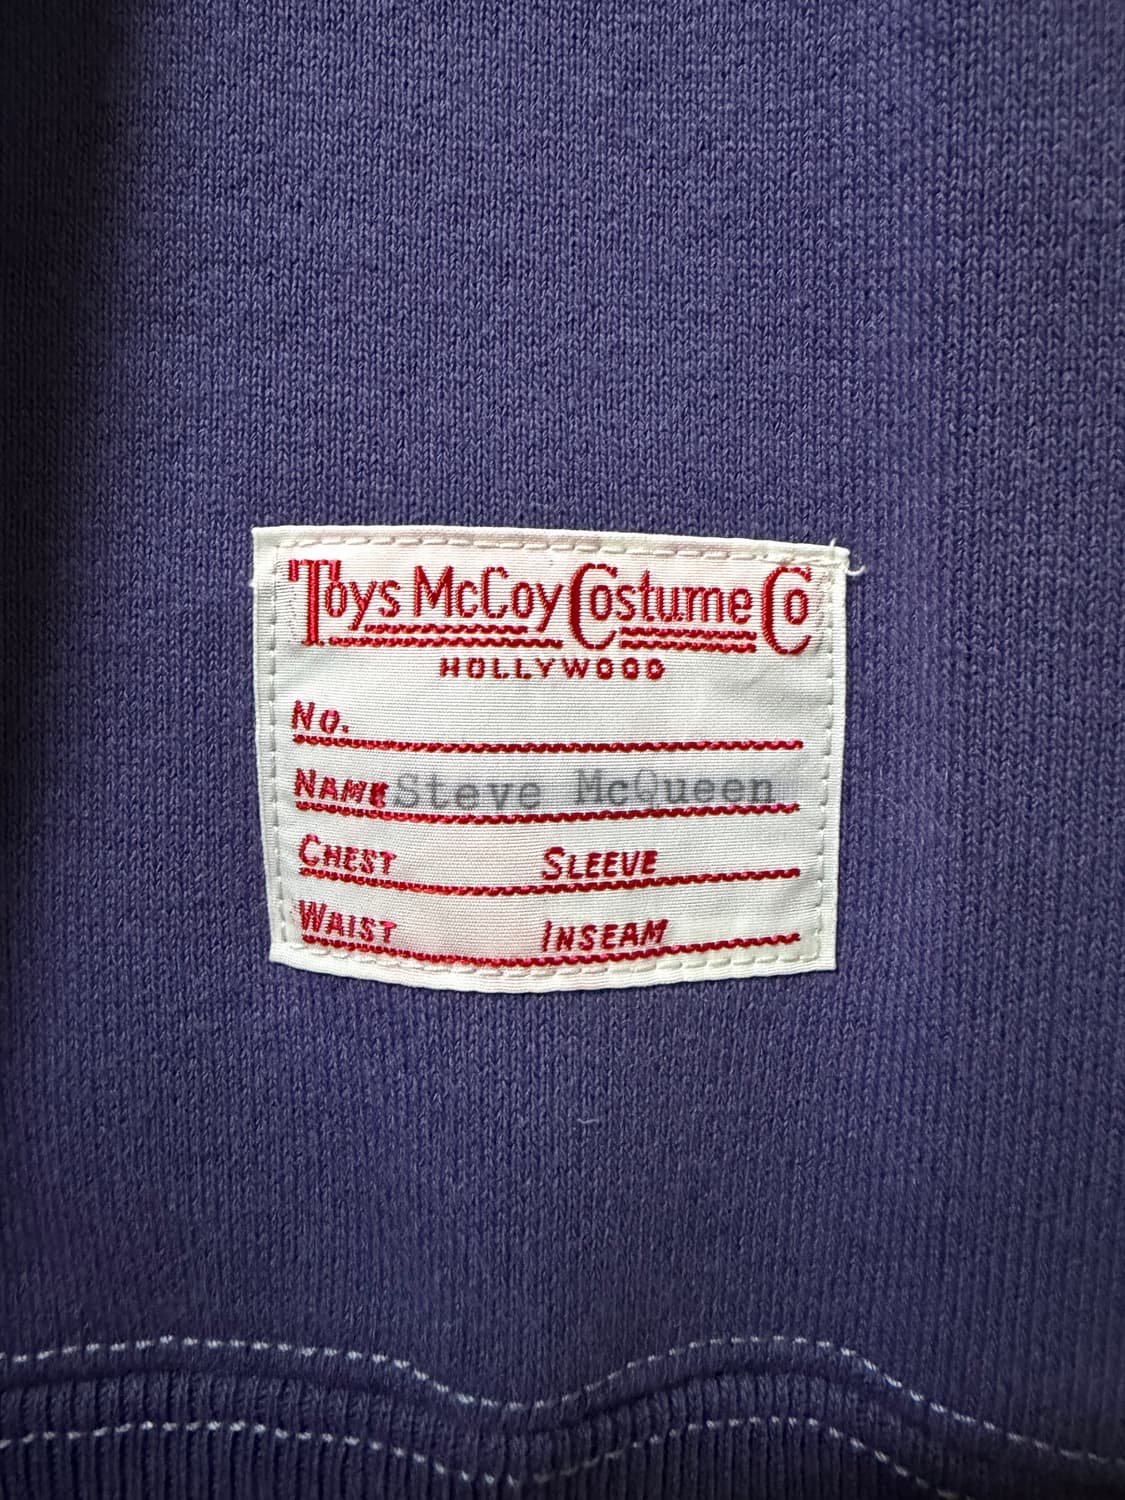 Toys McCoy Costume Co
HOLLYWOOD
NO.
NAME Steve McQueen
CHEST SLEEVE
WAIST INSEAM